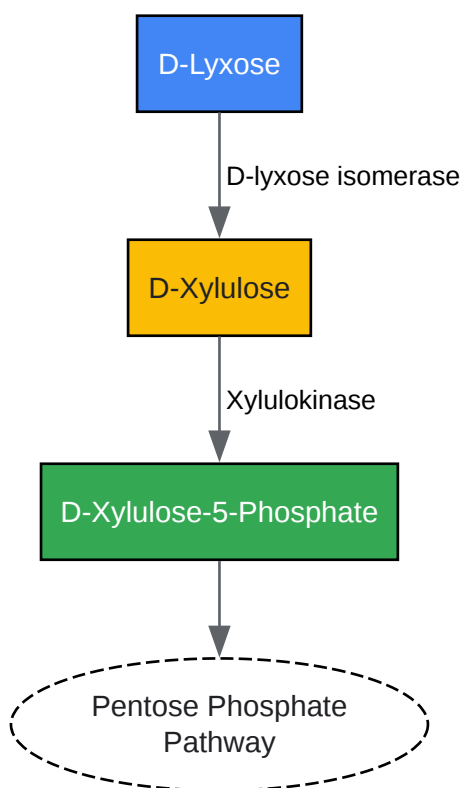 D-Lyxose
D-lyxose isomerase
D-Xylulose
Xylulokinase
D-Xylulose-5-Phosphate
Pentose Phosphate
Pathway